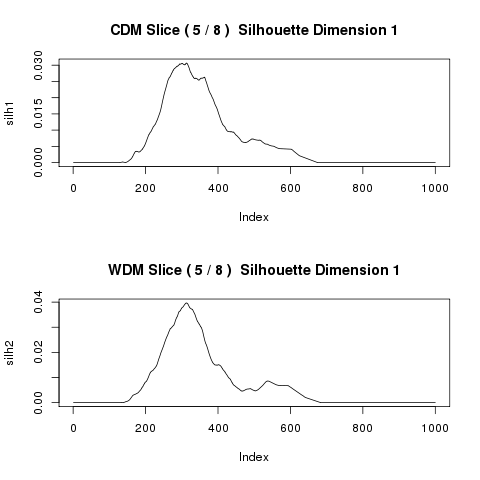 CDM Slice ( 5 / 8 )  Silhouette Dimension 1
0.030
0.015
0.000
silh1
0 200 400 600 800 1000
Index
WDM Slice ( 5 / 8 )  Silhouette Dimension 1
0.04
0.02
0.00
silh2
0 200 400 600 800 1000
Index